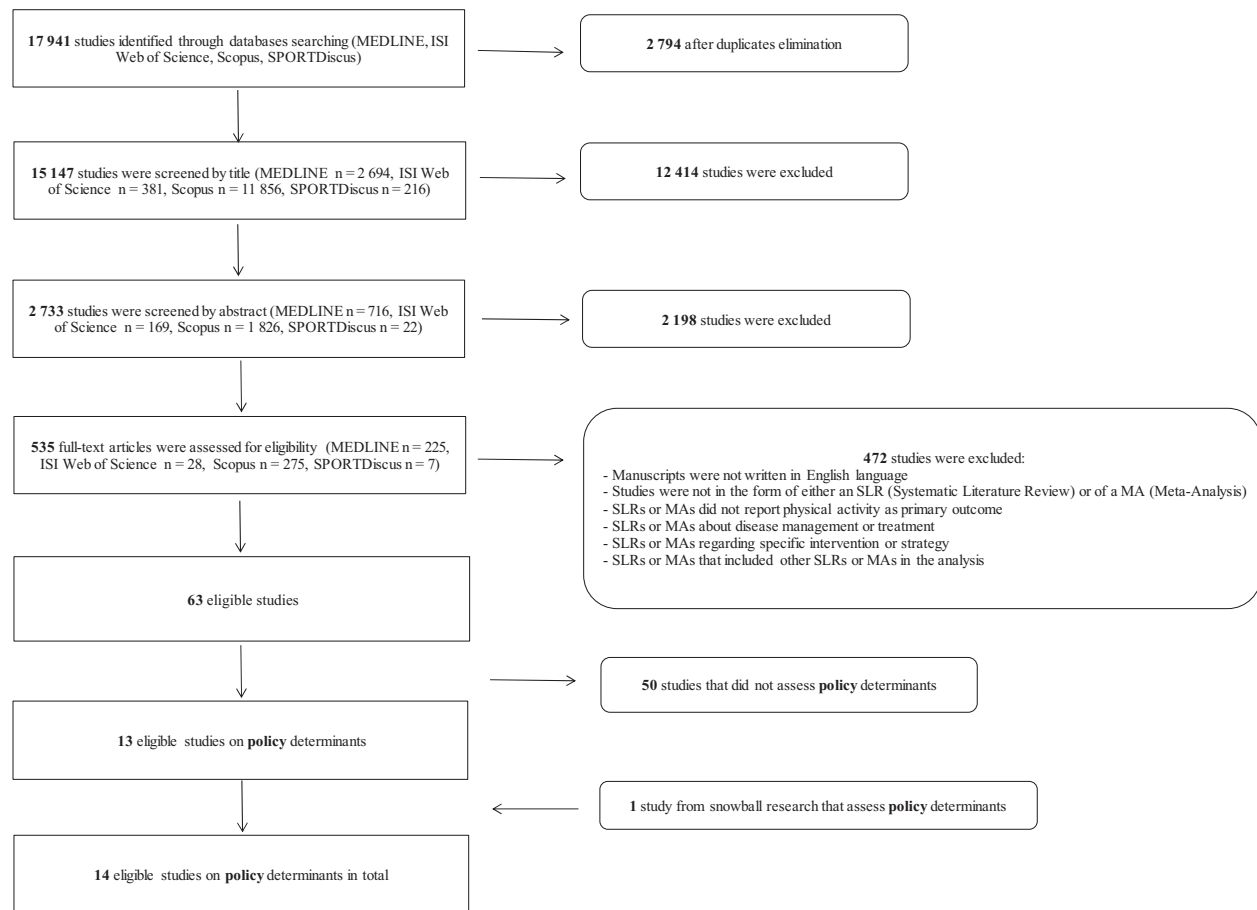 17 941 studies identified through databases searching (MEDLINE, ISI
Web of Science, Scopus, SPORTDiscus)
2 794 after duplicates elimination
15 147 studies were screened by title (MEDLINE n = 2 694, ISI Web
of Science n = 381, Scopus n = 11 856, SPORTDiscus n = 216)
12 414 studies were excluded
2 733 studies were screened by abstract (MEDLINE n = 716, ISI Web
of Science n = 169, Scopus n = 1 826, SPORTDiscus n = 22)
2 198 studies were excluded
535 full-text articles were assessed for eligibility (MEDLINE n = 225,
ISI Web of Science n = 28, Scopus n = 275, SPORTDiscus n = 7)
472 studies were excluded:
- Manuscripts were not written in English language
- Studies were not in the form of either an SLR (Systematic Literature Review) or of a MA (Meta-Analysis)
- SLRs or MAs did not report physical activity as primary outcome
- SLRs or MAs about disease management or treatment
- SLRs or MAs regarding specific intervention or strategy
- SLRs or MAs that included other SLRs or MAs in the analysis
63 eligible studies
50 studies that did not assess policy determinants
13 eligible studies on policy determinants
1 study from snowball research that assess policy determinants
14 eligible studies on policy determinants in total